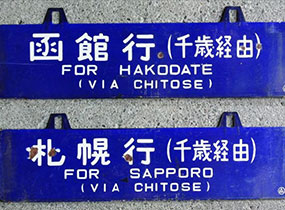 函館行(千歳経由)
FOR HAKODATE
(VIA CHITOSE)
札幌行(千歳経由)
FOR SAPPORO
(VIA CHITOSE)